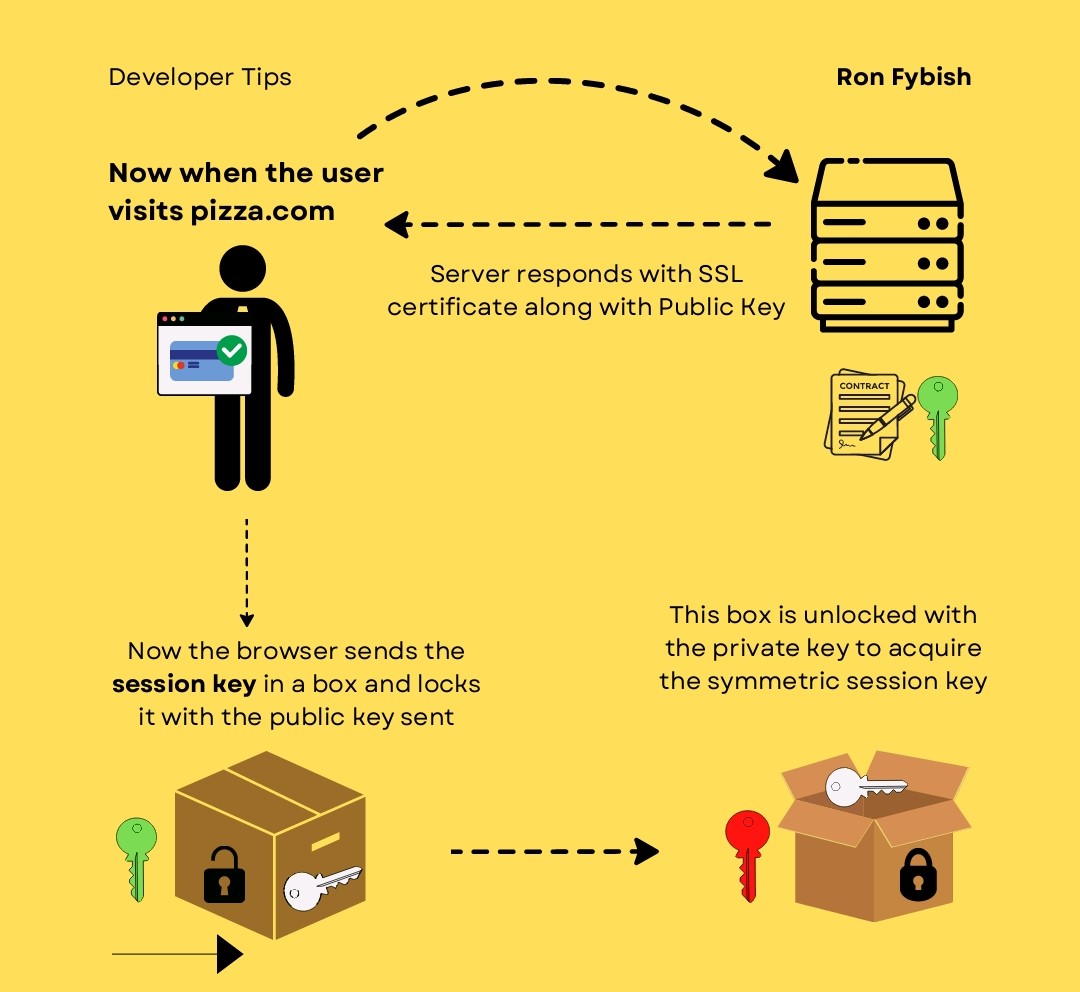 Developer Tips
Ron Fybish
Now when the user
visits pizza.com
Server responds with SSL
certificate along with Public Key
CONTRACT
Now the browser sends the
session key in a box and locks
it with the public key sent
This box is unlocked with
the private key to acquire
the symmetric session key